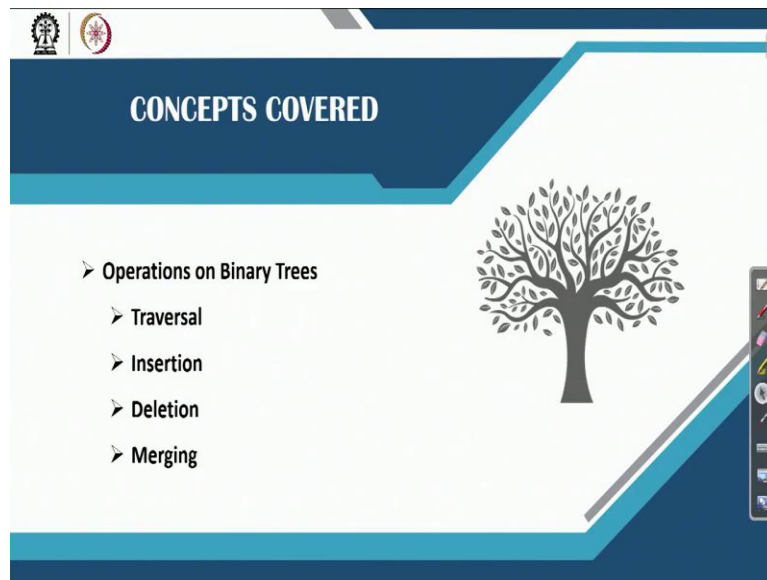 CONCEPTS COVERED
➢ Operations on Binary Trees
➢ Traversal
➢ Insertion
➢ Deletion
➢ Merging